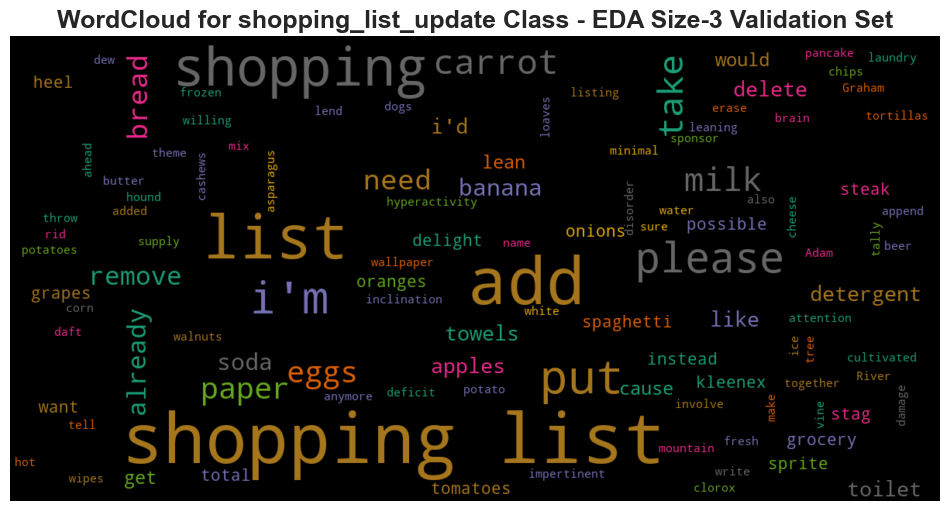 WordCloud for shopping_list_update Class - EDA Size-3 Validation Set
shopping
carrot
take
would
pancake
laundry
dew
heel
bread
frozen
willing
lend
dogs
i'd
loaves
listing
delete
chips
Graham
erase
brain
tortillas
leaning
sponsor
minimal
ahead
theme
mix
cashews
asparagus
lean
need
banana
milk
also
steak
butter
hound
added
throw
rid
potatoes
supply
hyperactivity
disorder
water
sure
possible
cheese
append
tally
beer
list
delight
name
onions
please
Adam
remove
wallpaper
oranges
inclination
add
white
grapes
corn
i'm
detergent
daft
already
walnuts
towels
spaghetti
like
attention
ice
tree
soda
eggs
apples
instead
cultivated
paper
anymore
deficit
potato
put
cause
kleenex
together
River
want
tell
involve
make
vine
stag
damage
shopping list
mountain
fresh
grocery
hot
wipes
get
total
impertinent
write
sprite
tomatoes
clorox
toilet